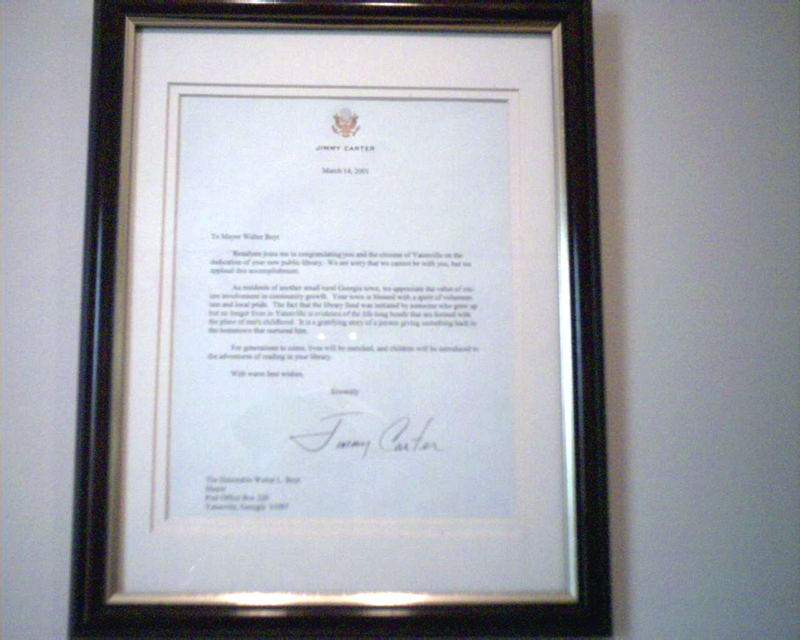 JIMMY CARTER
March 14, 2001
To Mayor Walter Boyt
Rosalynn joins me in congratulating you and the citizens of Yatesville on the
dedication of your new public library. We are sorry that we cannot be with you, but we
applaud this accomplishment.
As residents of another small rural Georgia town, we appreciate the value of citi-
zen involvement in community growth. Your town is blessed with a spirit of volunteer-
ism and local pride. The fact that the library fund was initiated by someone who grew up
but no longer lives in Yatesville is evidence of the life-long bonds that are formed with
the place of one's childhood. It is a gratifying story of a person giving something back to
the hometown that nurtured him.
For generations to come, lives will be enriched, and children will be introduced to
the adventures of reading in your library.
With warm best wishes,
Sincerely
Jimmy Carter
The Honorable Walter L. Boyt
Mayor
Post Office Box
Yatesville, Georgia